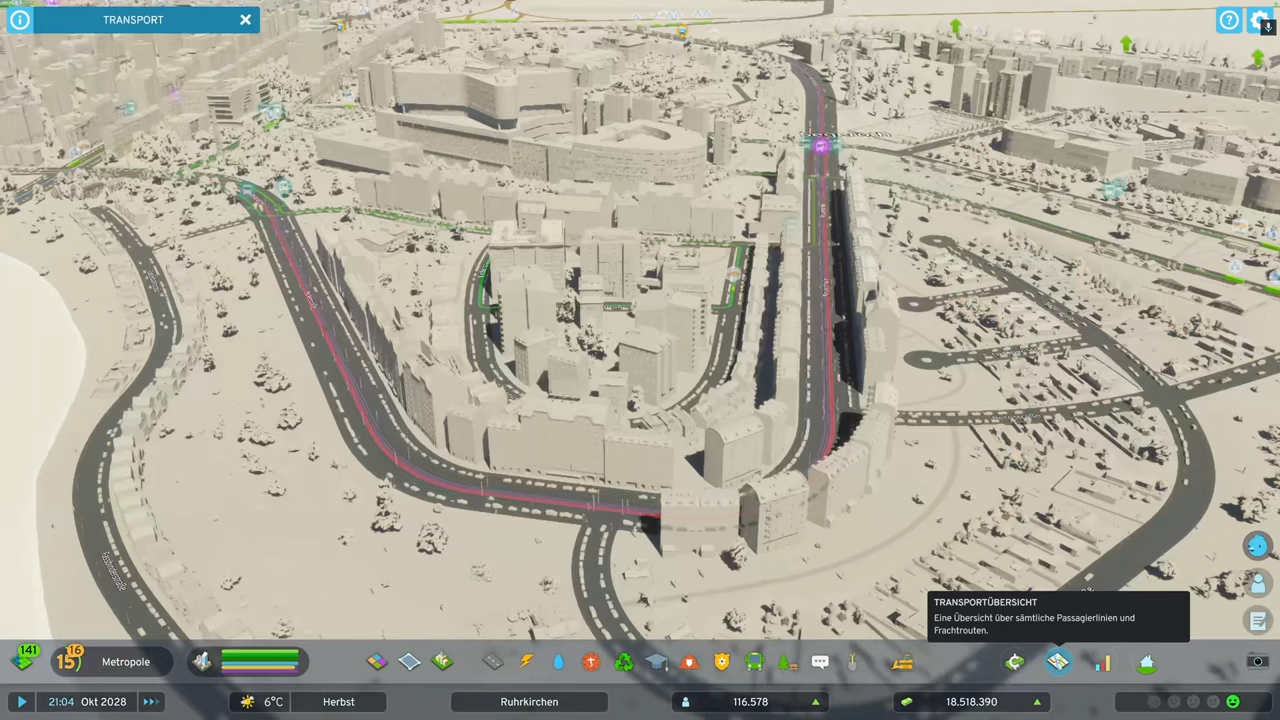 TRANSPORT
TRANSPORTÜBERSICHT
Eine Übersicht über sämtliche Passagierlinien und
Frachtrouten.
141
15
16
Metropole
21:04 Okt 2028
6°C
Herbst
Ruhrkirchen
116.578
18.518.390